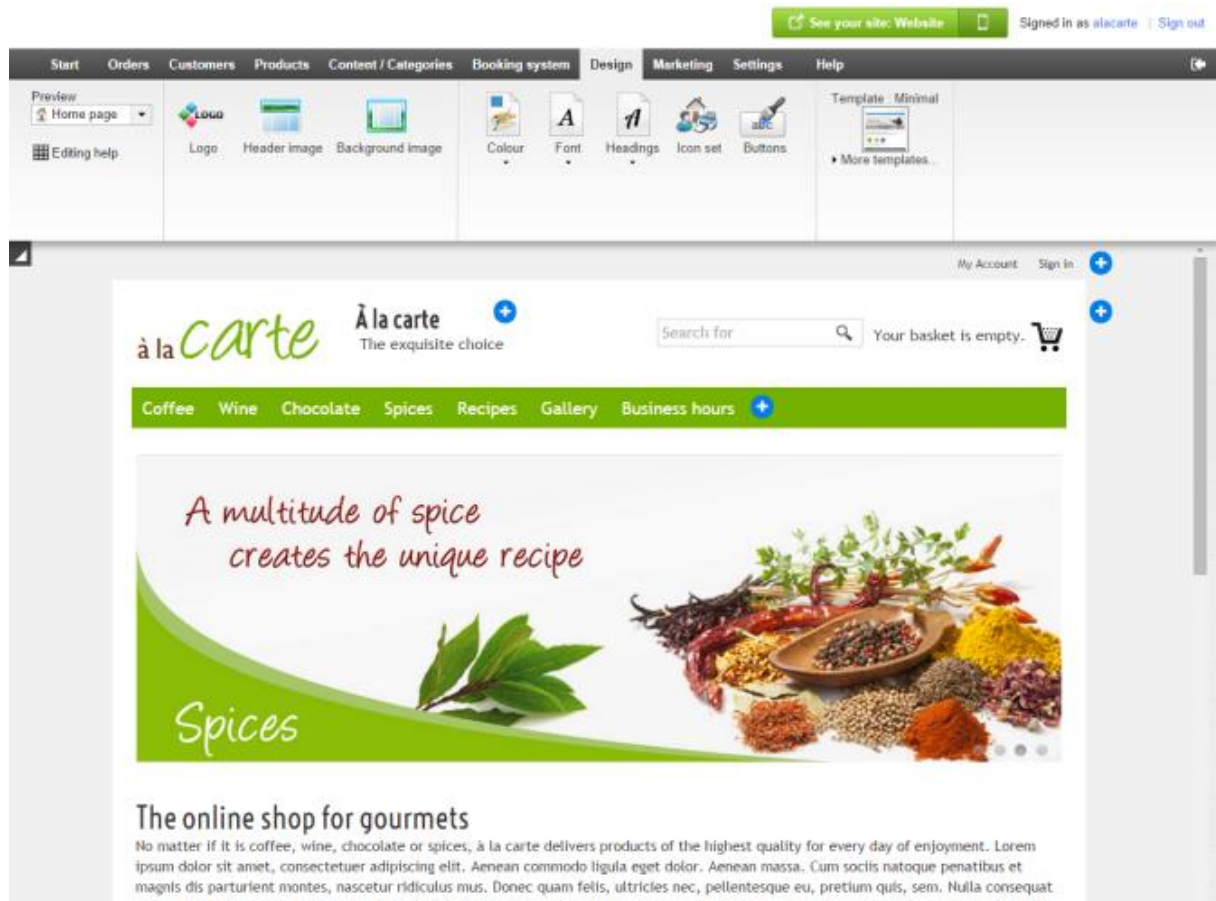 See your site: Website
Signed in as alacarte | Sign out
Start Orders Customers Products Content / Categories Booking system Design Marketing Settings Help
Preview
Home page
Editing help
LOGO
Logo
Header image
Background image
A
A
abc
Colour
Font
Headings
Icon set
Buttons
Template Minimal
More templates...
My Account Sign in
à la carte
À la carte
The exquisite choice
Search for
Your basket is empty.
Coffee Wine Chocolate Spices Recipes Gallery Business hours
A multitude of spice
creates the unique recipe
Spices
The online shop for gourmets
No matter if it is coffee, wine, chocolate or spices, à la carte delivers products of the highest quality for every day of enjoyment. Lorem
ipsum dolor sit amet, consectetuer adipiscing elit. Aenean commodo ligula eget dolor. Aenean massa. Cum sociis natoque penatibus et
magnis dis parturient montes, nascetur ridiculus mus. Donec quam felis, ultricies nec, pellentesque eu, pretium quis, sem. Nulla consequat